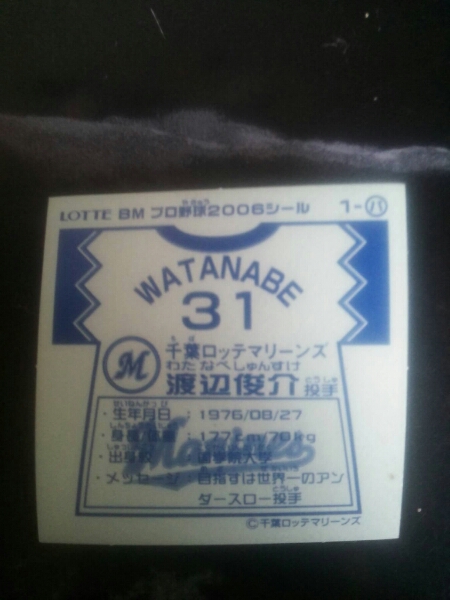 LOTTE BM プロ野球2006シール 1-パ
WATANABE
31
M 千葉ロッテマリーンズ
わたなべしゅんすけ
渡辺俊介 投手
・生年月日 : 1976/08/27
・身長/体重 : 177cm/70kg
・出身校 : 国学院大学
・メッセージ : 目指すは世界一のアン
ダースロー投手
Marines
©千葉ロッテマリーンズ